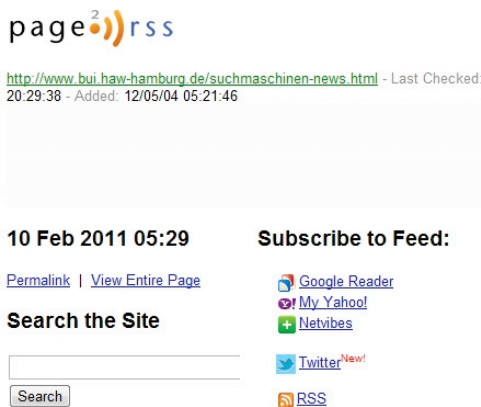 page2rss
http://www.bui.haw-hamburg.de/suchmaschinen-news.html - Last Checked:
20:29:38 - Added: 12/05/04 05:21:46
10 Feb 2011 05:29
Permalink | View Entire Page
Search the Site
Search
Subscribe to Feed:
Google Reader
My Yahoo!
Netvibes
Twitter New!
RSS